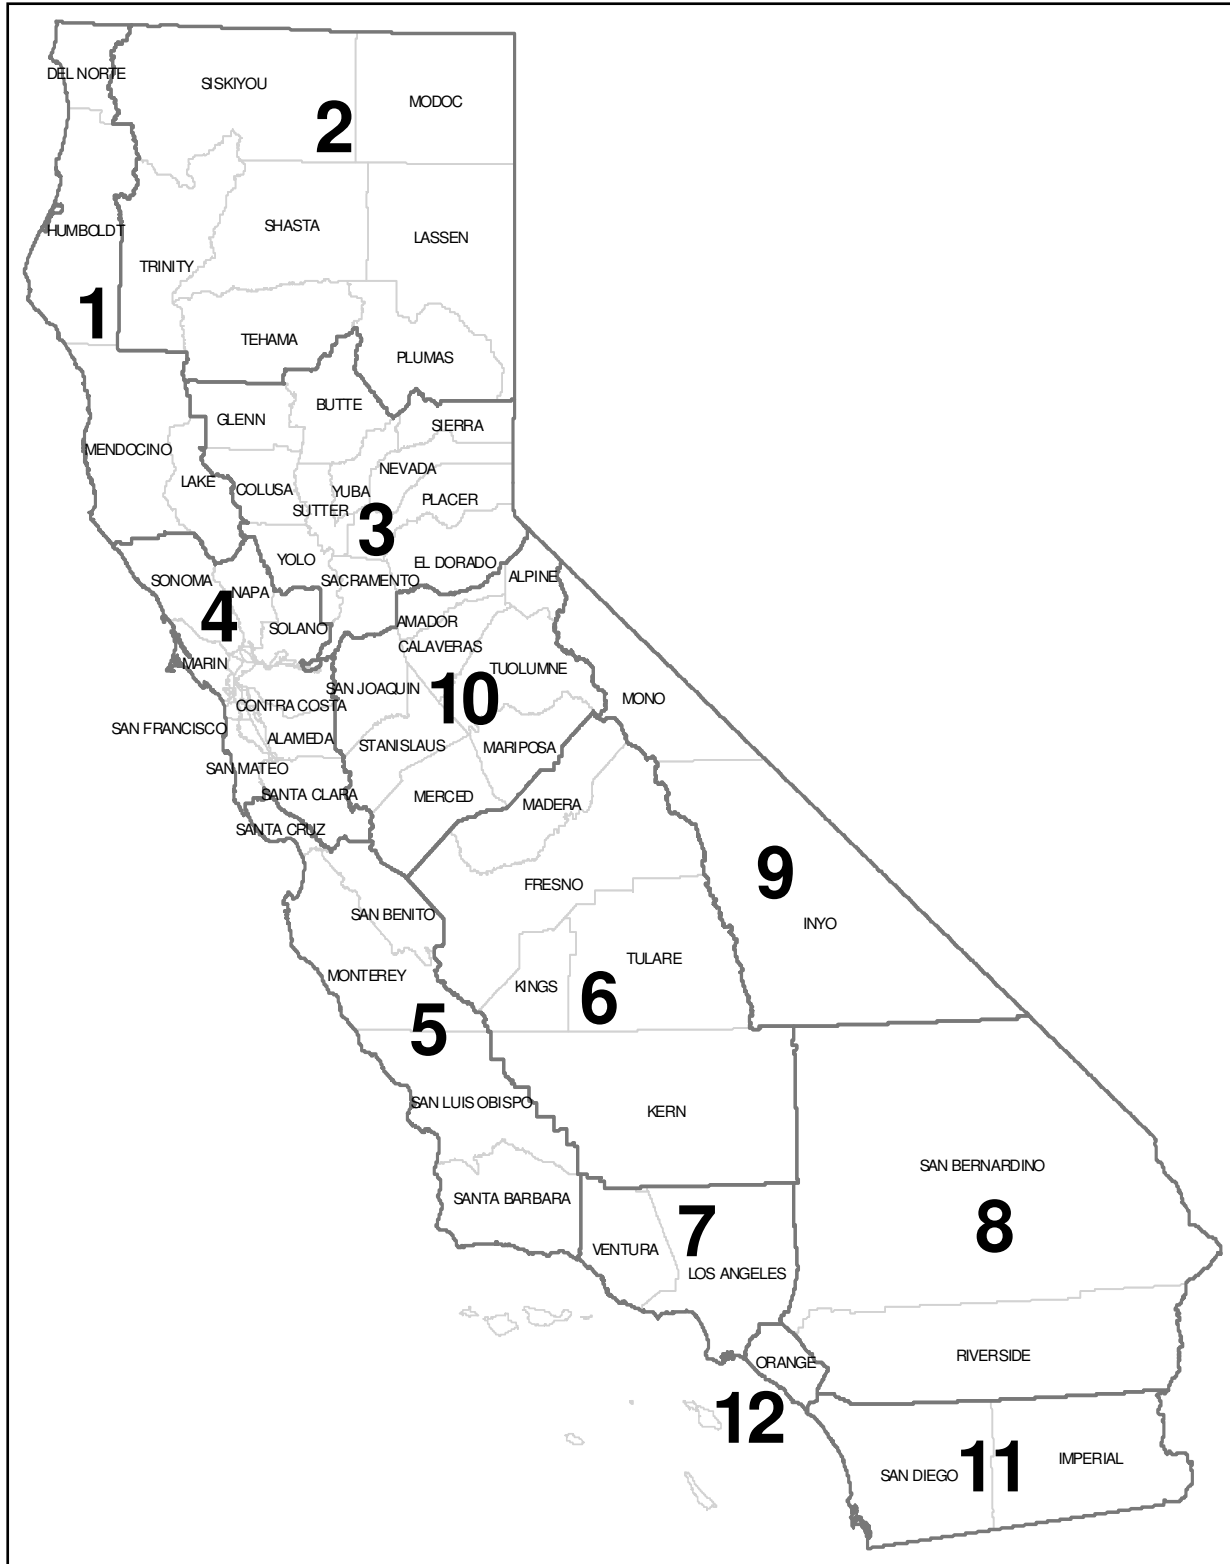 DEL NORTE
SISKIYOU
MODOC
2
HUMBOLDT
SHASTA
LASSEN
TRINITY
1
TEHAMA
PLUMAS
BUTTE
GLENN
SIERRA
MENDOCINO
NEVADA
LAKE
COLUSA
YUBA
PLACER
SUTTER
3
YOLO
EL DORADO
SONOMA
SACRAMENTO
ALPINE
NAPA
4
SOLANO
AMADOR
CALAVERAS
MARIN
TUOLUMNE
SAN JOAQUIN
10
MONO
CONTRA COSTA
SAN FRANCISCO
ALAMEDA
STANISLAUS
MARIPOSA
SAN MATEO
SANTA CLARA
MERCED
MADERA
SANTA CRUZ
9
FRESNO
SAN BENITO
INYO
TULARE
MONTEREY
KINGS
6
5
SAN LUIS OBISPO
KERN
SAN BERNARDINO
SANTA BARBARA
8
7
VENTURA
LOS ANGELES
ORANGE
RIVERSIDE
12
SAN DIEGO
11
IMPERIAL